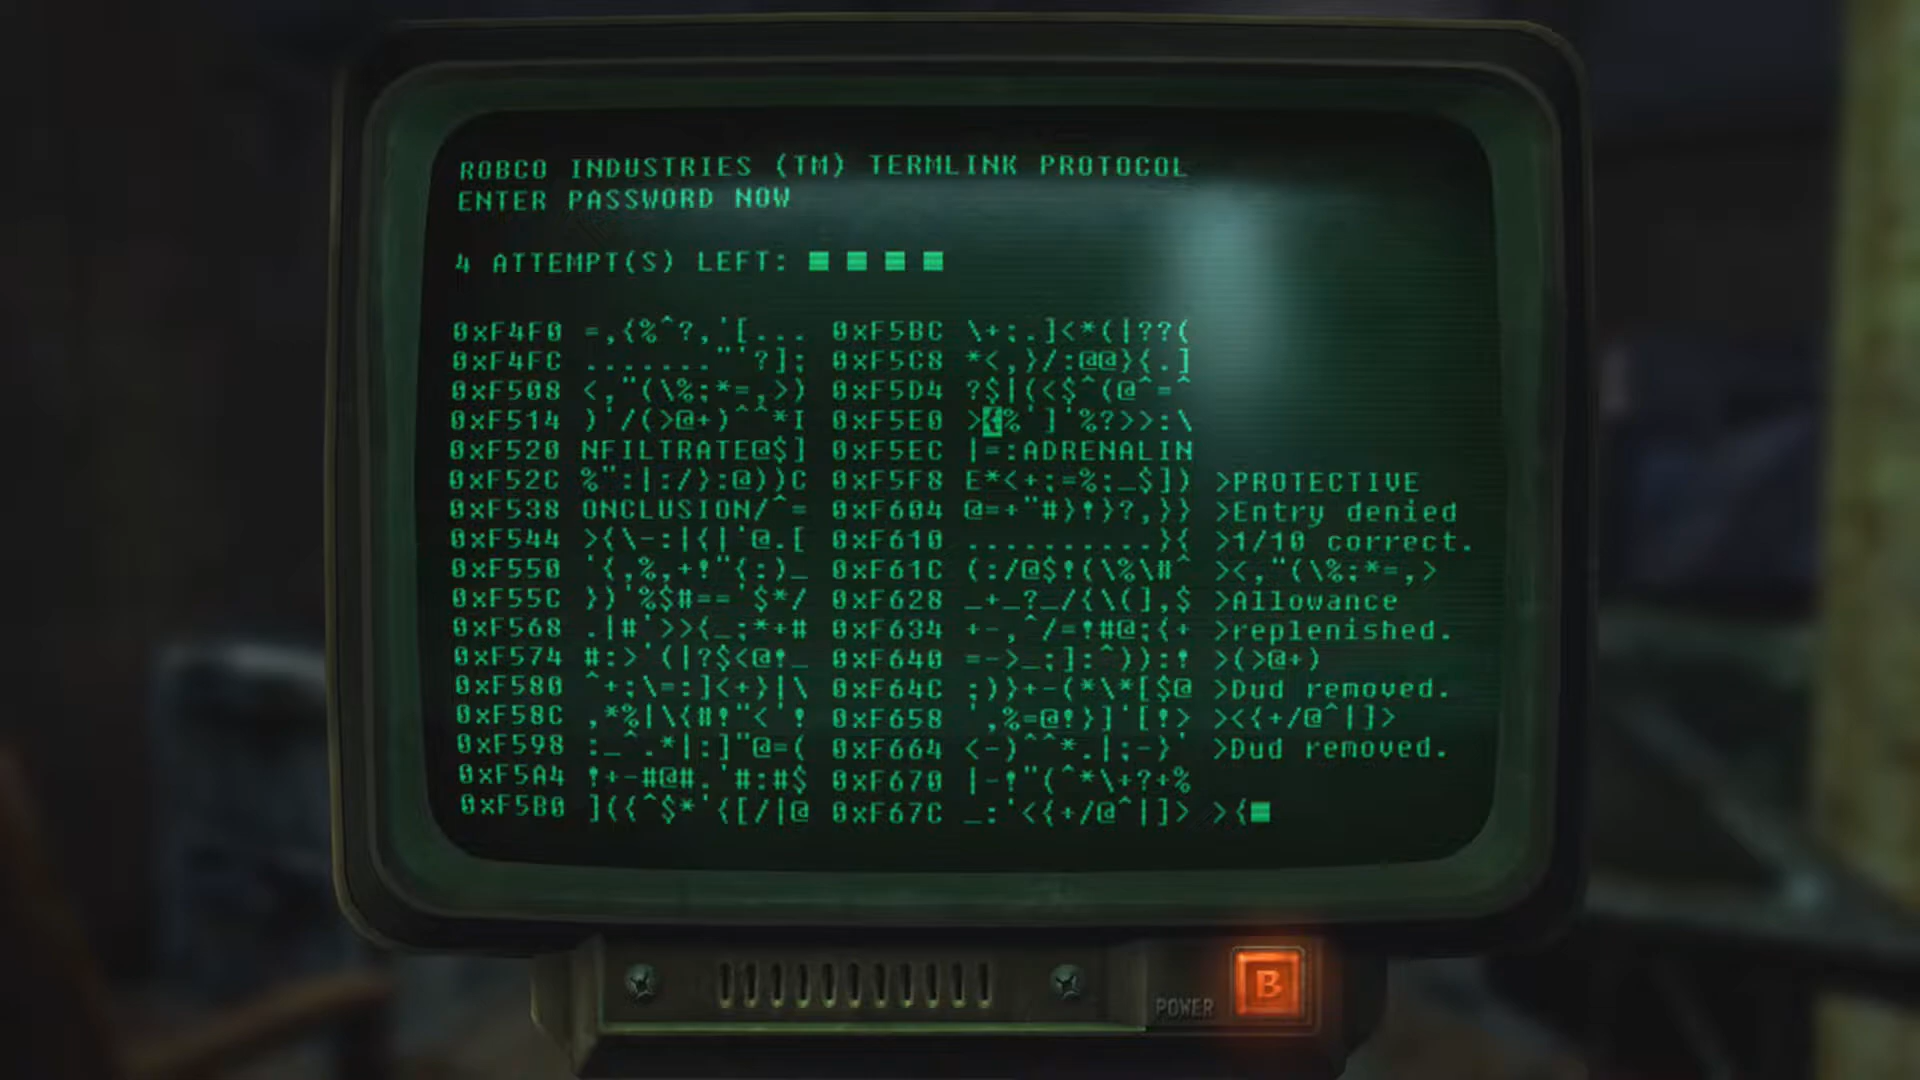 ROBCO INDUSTRIES (TM) TERMLINK PROTOCOL
ENTER PASSWORD NOW
4 ATTEMPT(S) LEFT: ■ ■ ■ ■
0xF4F0 =,{%^?,'[... 0xF5BC \+;.]<*(|??(
0xF4FC ......."'?]; 0xF5C8 *<,}/:@@}{.]
0xF508 <,"(\%;*=,>) 0xF5D4 ?$|(<$^(@^=^
0xF514 )'/(>@+)^^*I 0xF5E0 >{%']'%?>>:\
0xF520 NFILTRATE@$] 0xF5EC |=:ADRENALIN
0xF52C %":|:/}:@))C 0xF5F8 E*<+;=%;_$]) >PROTECTIVE
0xF538 ONCLUSION/^= 0xF604 @=+"#}!}?,}} >Entry denied
0xF544 >{\-:|{|'@.[ 0xF610 ..........}{ >1/10 correct.
0xF550 '{,%,+!"{:)_ 0xF61C (:/@$!(\%\#^ ><,"(\%;*=,>
0xF55C })'%$#=='$*/ 0xF628 _+_?_/{\(],$ >Allowance
0xF568 .|#'>>{_;*+# 0xF634 +-,^/=!#@;{+ >replenished.
0xF574 #:>'(|?$<@!_ 0xF640 =->_;]:^)):! >(>@+)
0xF580 ^+;\=:]<+}|\ 0xF64C ;)}+-(*\*[$@ >Dud removed.
0xF58C ,*%|\{#!"<'! 0xF658 ',%=@!}]'[!> ><{+/@^|]>
0xF598 :_^.*|:]"@=( 0xF664 <-)^^*.|;-}' >Dud removed.
0xF5A4 !+-#@#.'#:#$ 0xF670 |-!"(^*\+?+%
0xF5B0 ]({^$*'{[/|@ 0xF67C _:'<{+/@^|]> >{■
POWER
B